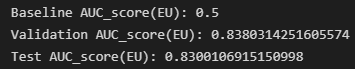 Baseline AUC_score(EU): 0.5
Validation AUC_score(EU): 0.8380314251605574
Test AUC_score(EU): 0.8300106915150998